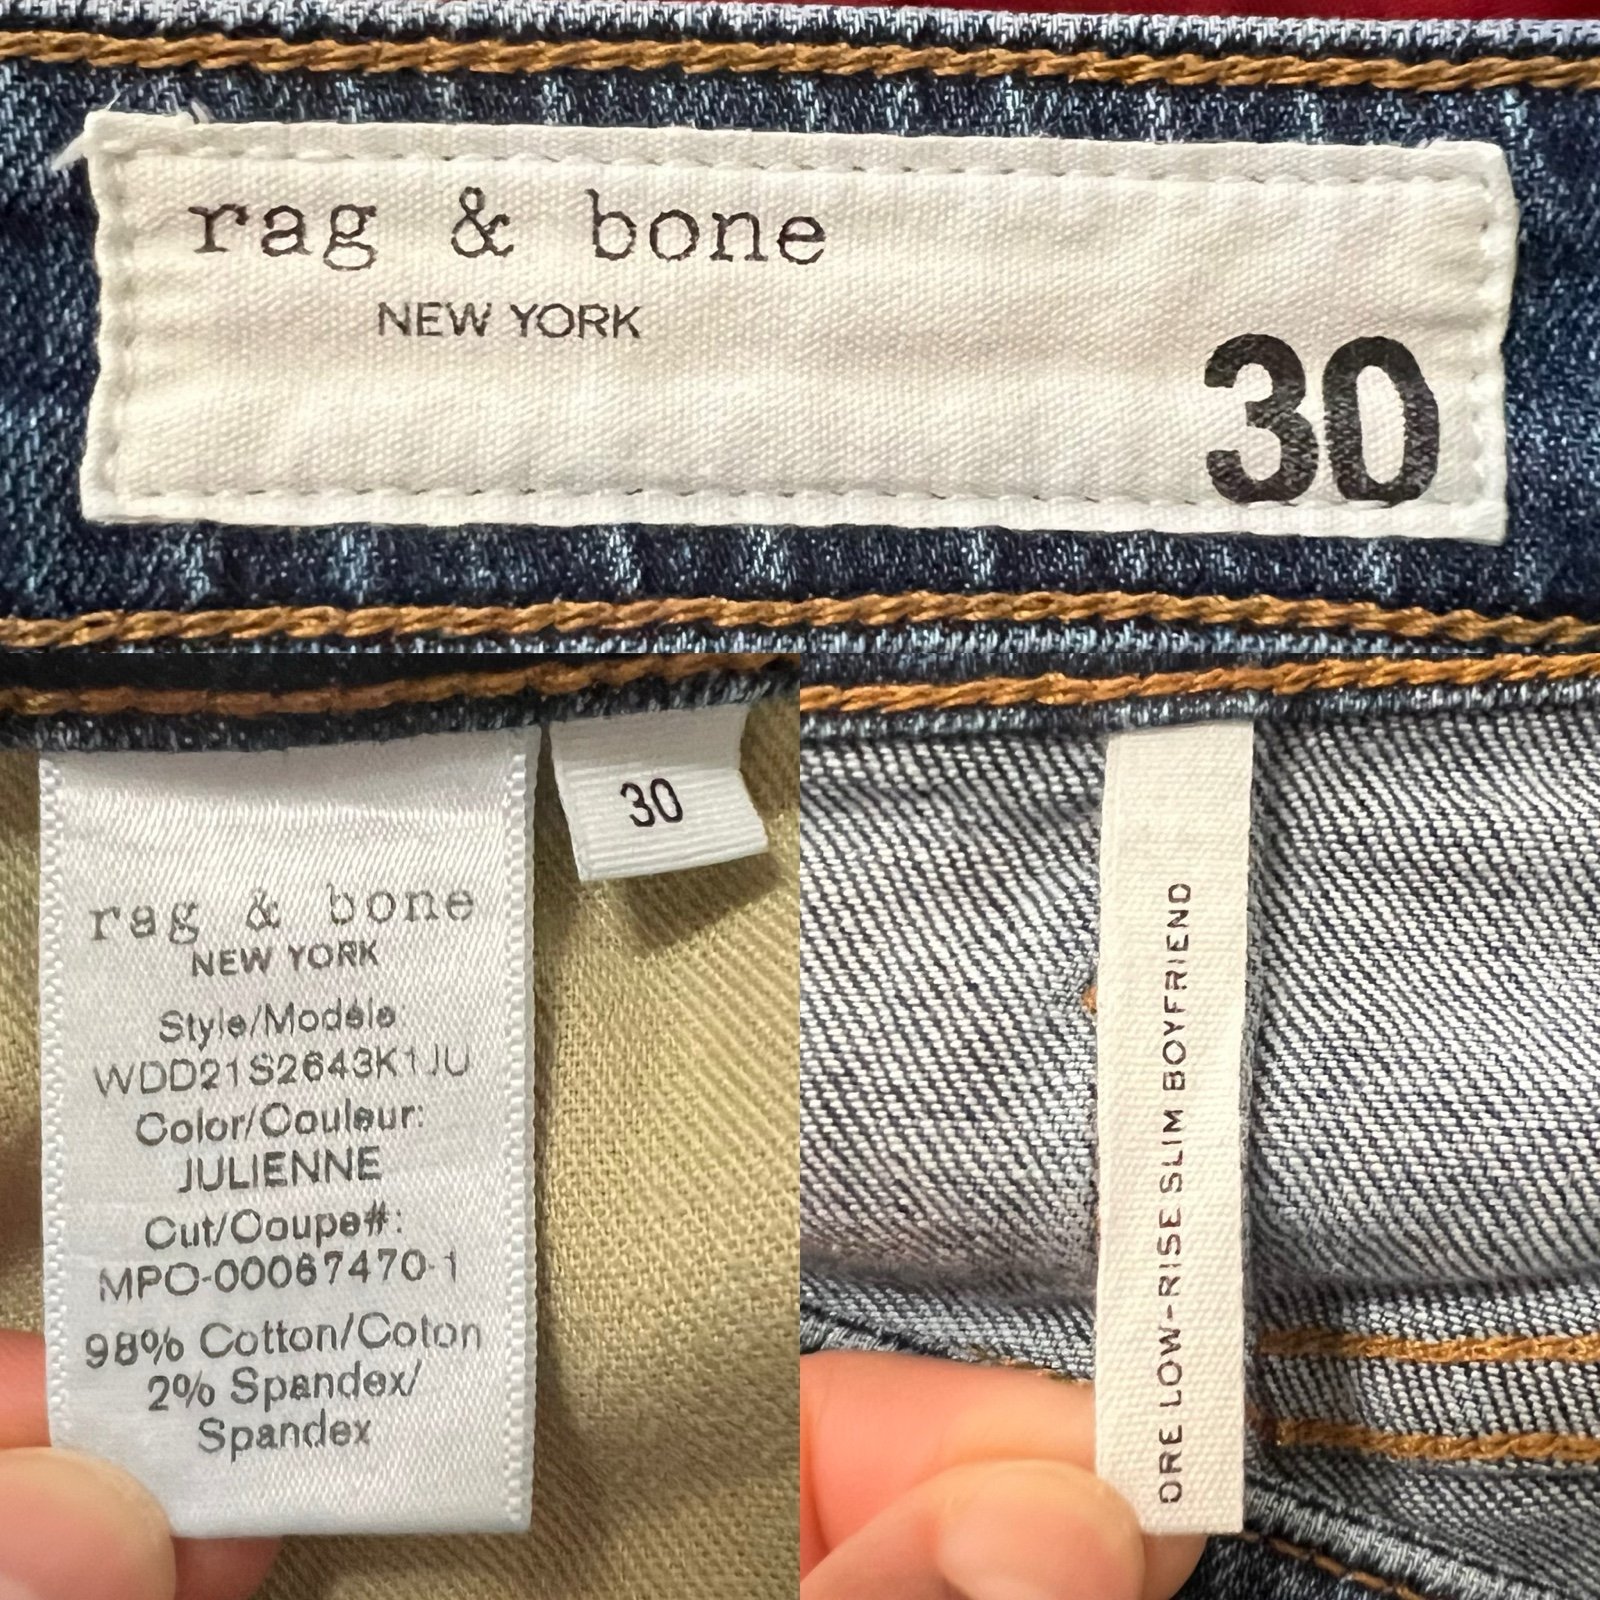 rag & bone
NEW YORK
30
30
rag & bone
NEW YORK
Style/Modèle
WDD21S2643K1JU
Color/Couleur:
JULIENNE
Cut/Coupe#:
MPO-00067470-1
98% Cotton/Coton
2% Spandex/
Spandex
DRE LOW-RISE SLIM BOYFRIEND